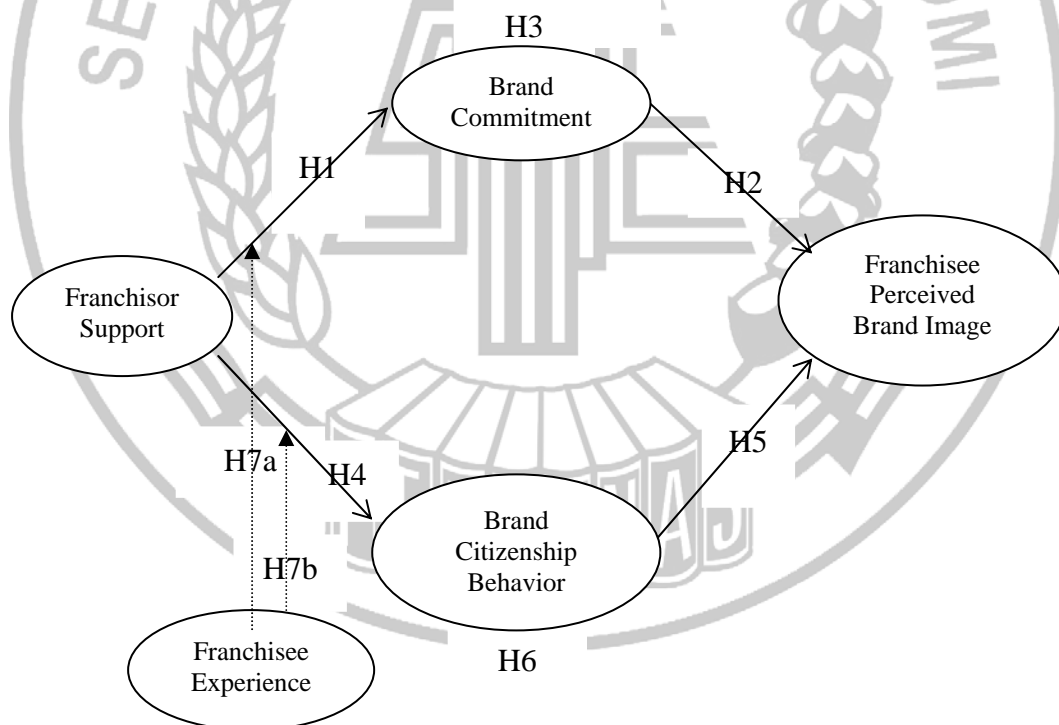 H3
Brand
Commitment
H1
H2
Franchisor
Support
Franchisee
Perceived
Brand Image
H7a
H4
H5
Brand
Citizenship
Behavior
H7b
Franchisee
Experience
H6